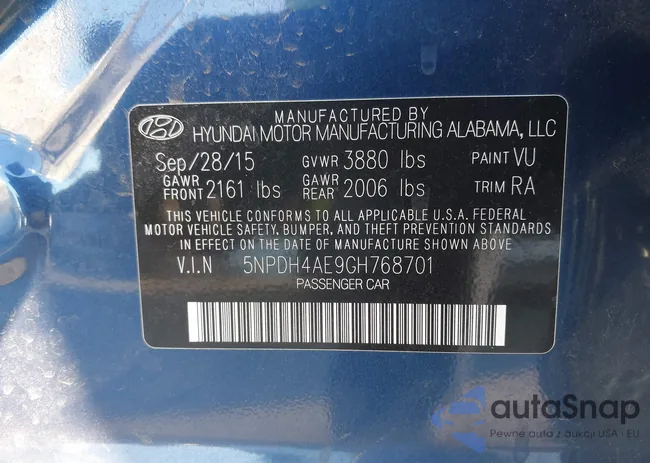 MANUFACTURED BY
HYUNDAI MOTOR MANUFACTURING ALABAMA, LLC
Sep/28/15 GVWR 3880 lbs PAINT VU
GAWR FRONT 2161 lbs GAWR REAR 2006 lbs TRIM RA
THIS VEHICLE CONFORMS TO ALL APPLICABLE U.S.A. FEDERAL
MOTOR VEHICLE SAFETY, BUMPER, AND THEFT PREVENTION STANDARDS
IN EFFECT ON THE DATE OF MANUFACTURE SHOWN ABOVE
V.I.N 5NPDH4AE9GH768701
PASSENGER CAR
autaSnap
Pewne auta z aukcji USA - EU